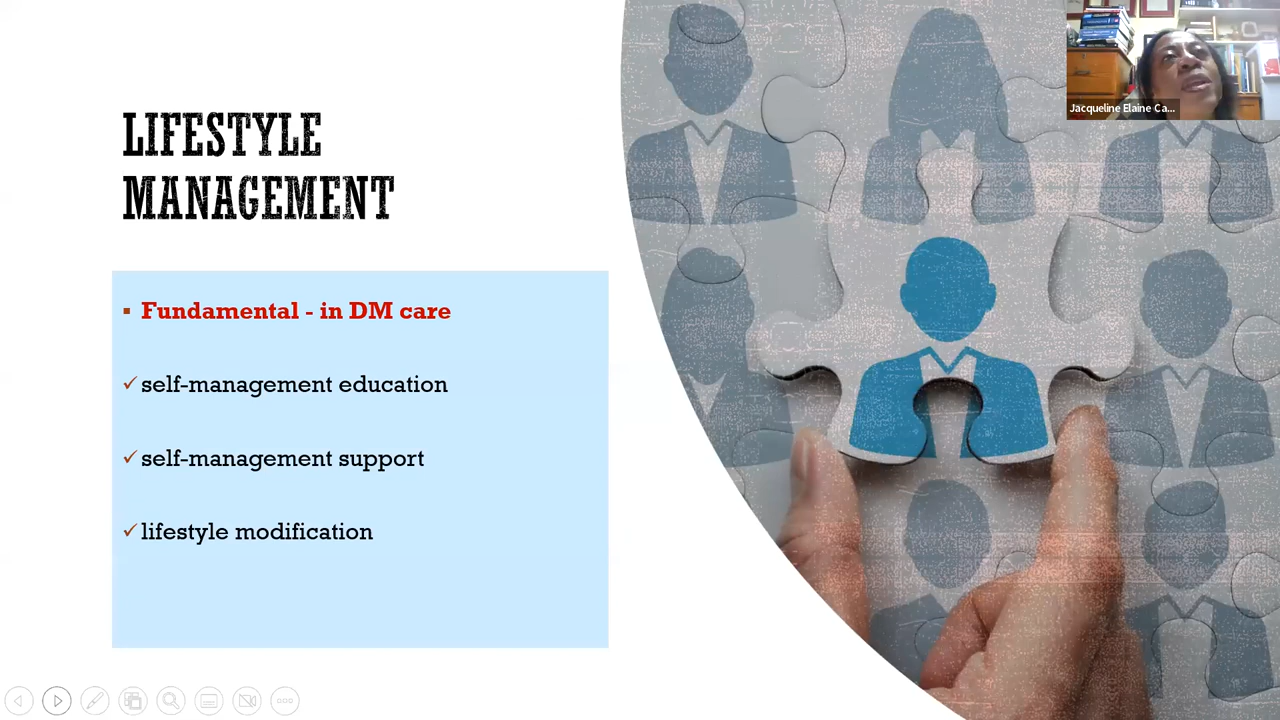 LIFESTYLE
MANAGEMENT
Fundamental - in DM care
self-management education
self-management support
lifestyle modification
Jacqueline Elaine Ca...